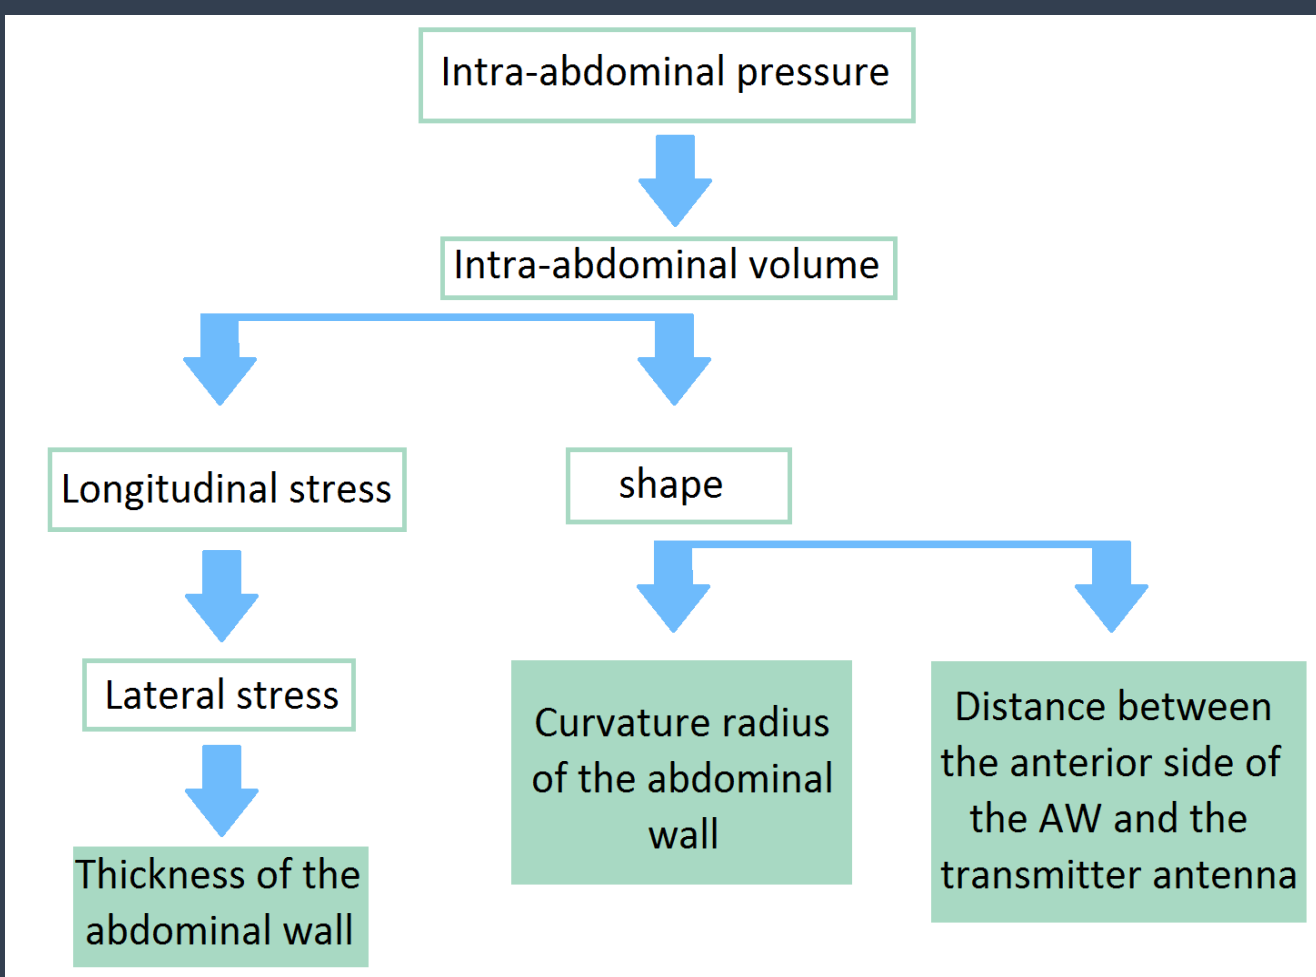 Intra-abdominal pressure
Intra-abdominal volume
Longitudinal stress
shape
Lateral stress
Curvature radius
of the abdominal
wall
Distance between
the anterior side of
the AW and the
transmitter antenna
Thickness of the
abdominal wall